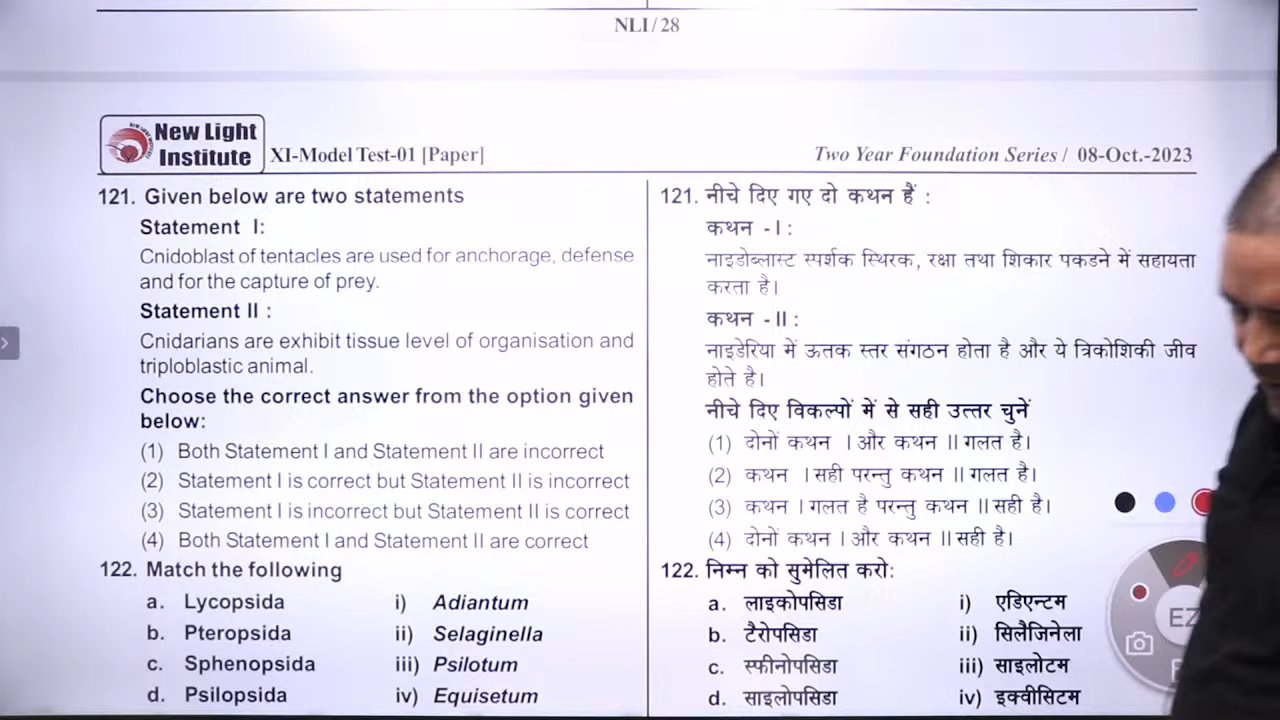 NLI/28
New Light
Institute
XI-Model Test-01 [Paper]
Two Year Foundation Series / 08-Oct.-2023
121. Given below are two statements
Statement I:
Cnidoblast of tentacles are used for anchorage, defense
and for the capture of prey.
Statement II :
Cnidarians are exhibit tissue level of organisation and
triploblastic animal.
Choose the correct answer from the option given
below:
(1) Both Statement I and Statement II are incorrect
(2) Statement I is correct but Statement II is incorrect
(3) Statement I is incorrect but Statement II is correct
(4) Both Statement I and Statement II are correct
122. Match the following
a. Lycopsida i) Adiantum
b. Pteropsida ii) Selaginella
c. Sphenopsida iii) Psilotum
d. Psilopsida iv) Equisetum
121. नीचे दिए गए दो कथन हैं :
कथन - I :
नाइडोब्लास्ट स्पर्शक स्थिरक, रक्षा तथा शिकार पकडने में सहायता
करता है।
कथन - II :
नाइडेरिया में ऊतक स्तर संगठन होता है और ये त्रिकोशिकी जीव
होते है।
नीचे दिए विकल्पों में से सही उत्तर चुनें
(1) दोनों कथन I और कथन II गलत है।
(2) कथन I सही परन्तु कथन II गलत है।
(3) कथन I गलत है परन्तु कथन II सही है।
(4) दोनों कथन I और कथन II सही है।
122. निम्न को सुमेलित करो:
a. लाइकोपसिडा i) एडिएन्टम
b. टैरोपसिडा ii) सिलैजिनेला
c. स्फीनोपसिडा iii) साइलोटम
d. साइलोपसिडा iv) इक्वीसिटम
EZ